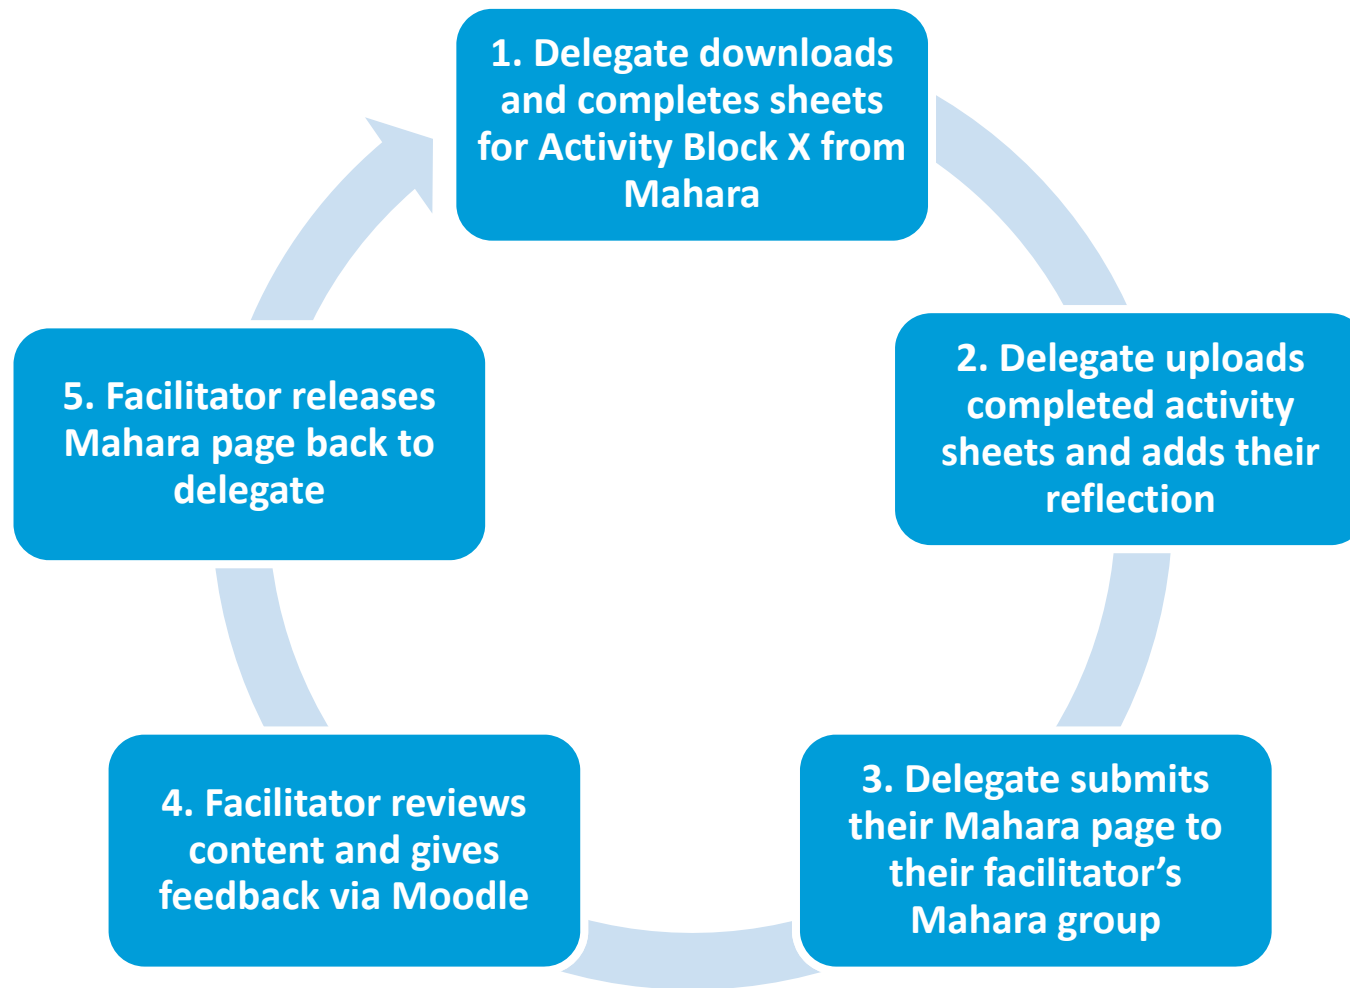 1. Delegate downloads
and completes sheets
for Activity Block X from
Mahara
2. Delegate uploads
completed activity
sheets and adds their
reflection
3. Delegate submits
their Mahara page to
their facilitator’s
Mahara group
4. Facilitator reviews
content and gives
feedback via Moodle
5. Facilitator releases
Mahara page back to
delegate